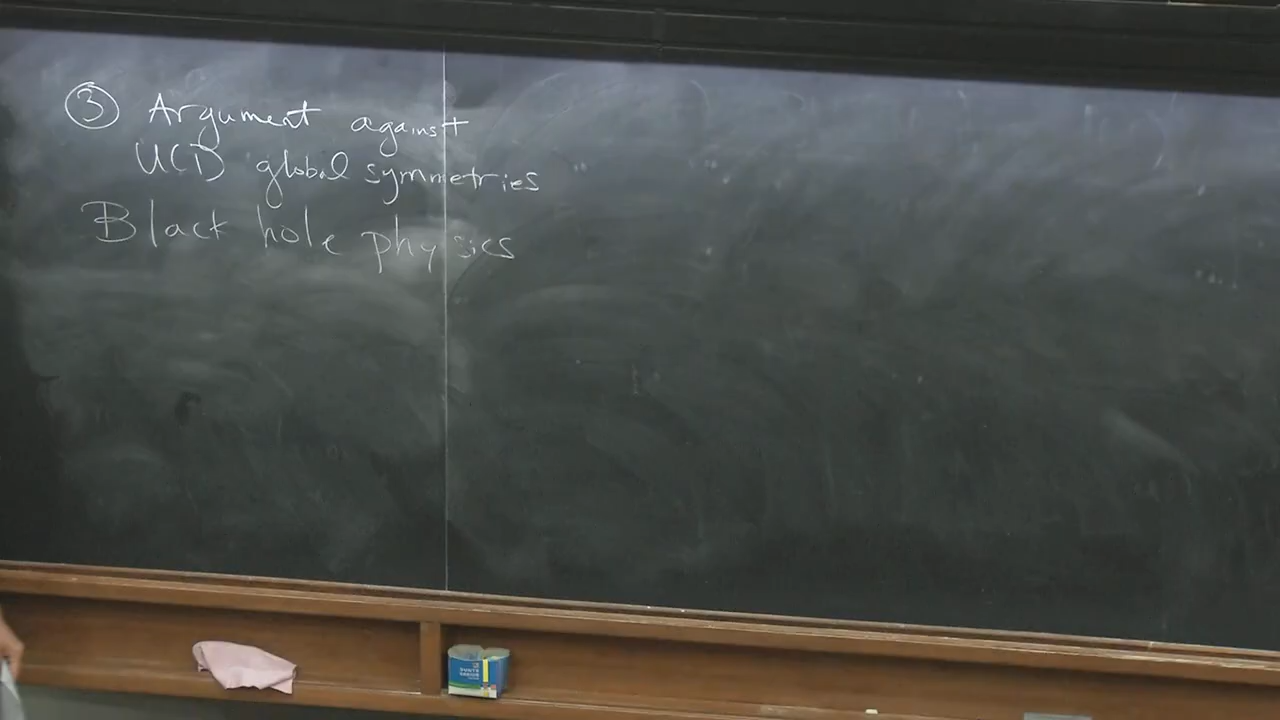 ③ Argument against
U(1) global symmetries
Black hole physics